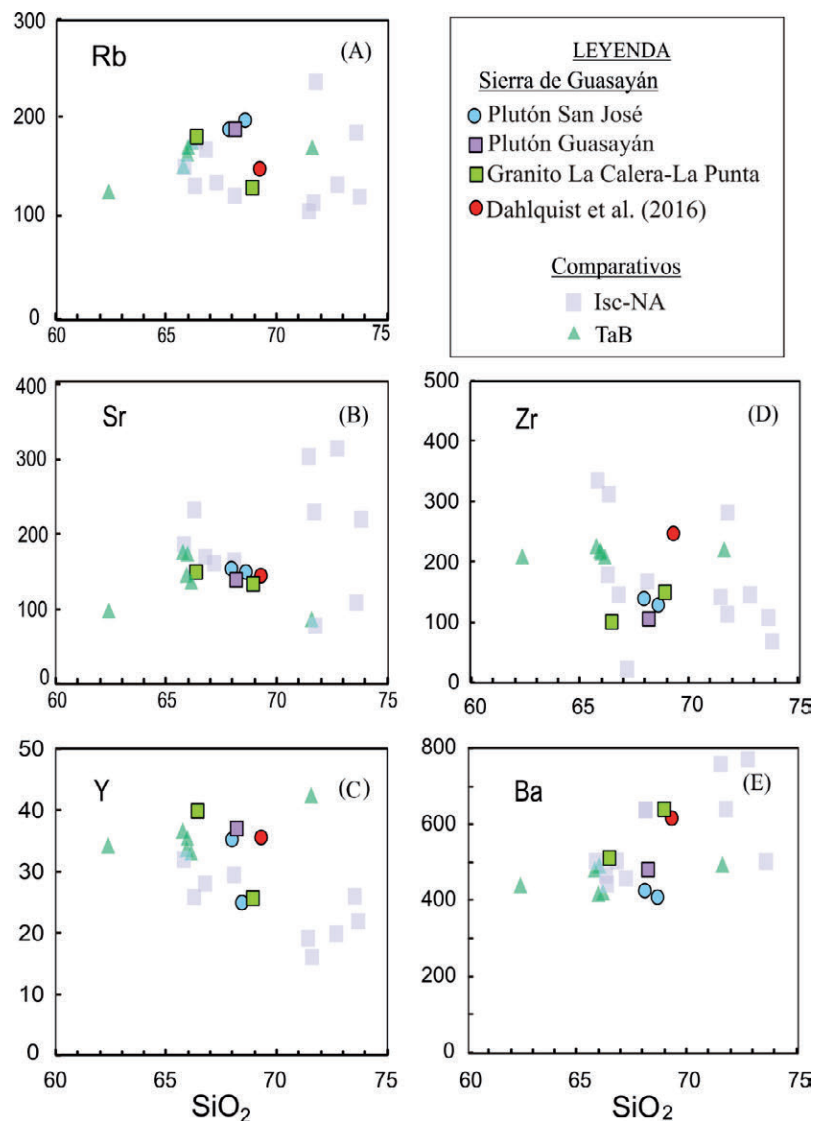 300
200
100
0
60
65
70
75
Rb
(A)
LEYENDA
Sierra de Guasayán
Plutón San José
Plutón Guasayán
Granito La Calera-La Punta
Dahlquist et al. (2016)
Comparativos
Isc-NA
TaB
400
300
200
100
0
60
65
70
75
Sr
(B)
500
400
300
200
100
0
60
65
70
75
Zr
(D)
50
40
30
20
10
0
60
65
70
75
Y
(C)
SiO₂
800
600
400
200
0
60
65
70
75
Ba
(E)
SiO₂